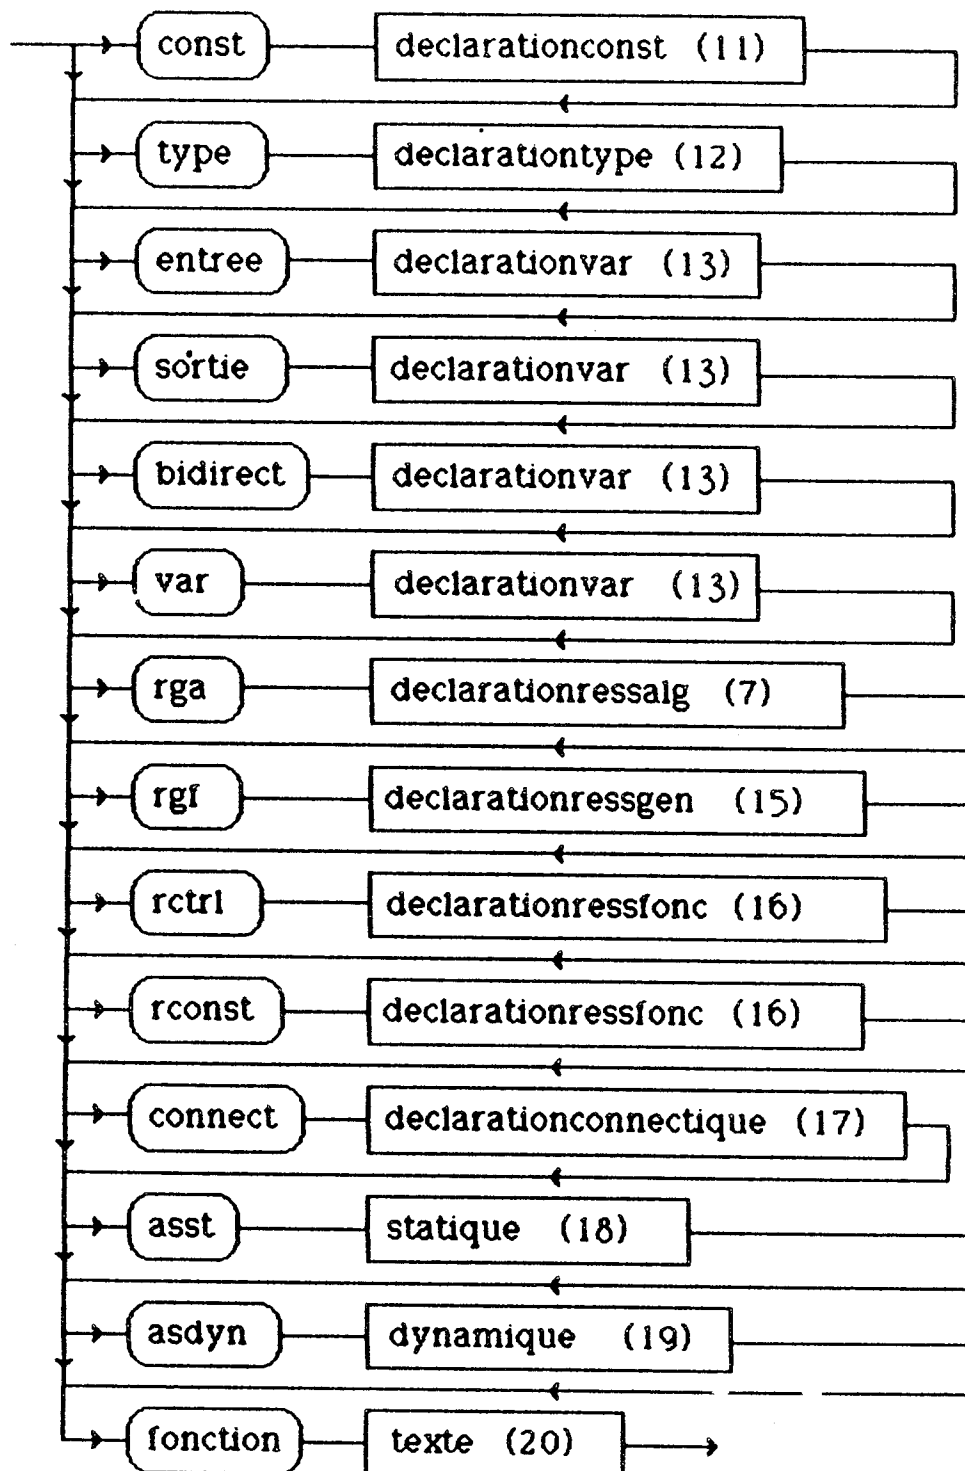 const declarationconst (11)
type declarationtype (12)
entree declarationvar (13)
sortie declarationvar (13)
bidirect declarationvar (13)
var declarationvar (13)
rga declarationressalg (7)
rgf declarationressgen (15)
rctrl declarationressfonc (16)
rconst declarationressfonc (16)
connect declarationconnectique (17)
asst statique (18)
asdyn dynamique (19)
fonction texte (20)